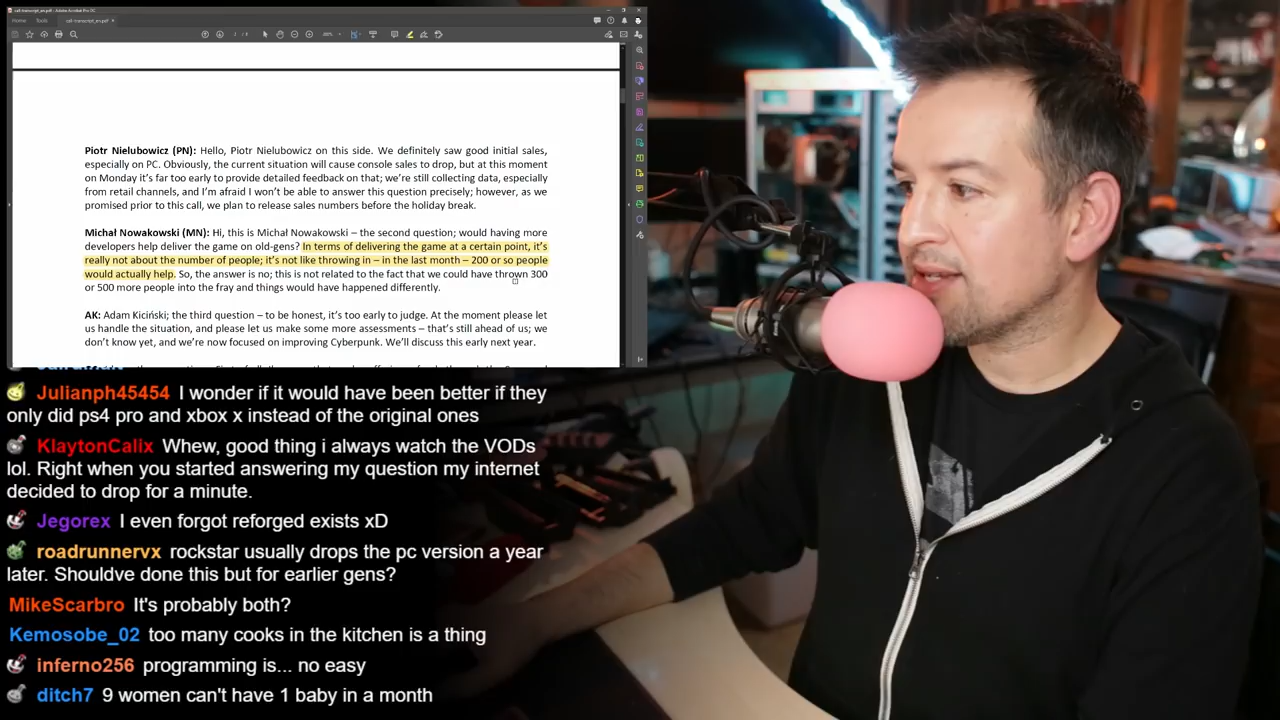 call-transcript_en.pdf - Adobe Acrobat Pro DC
Home Tools call-transcript_en.pdf ×
Piotr Nielubowicz (PN): Hello, Piotr Nielubowicz on this side. We definitely saw good initial sales,
especially on PC. Obviously, the current situation will cause console sales to drop, but at this moment
on Monday it's far too early to provide detailed feedback on that; we're still collecting data, especially
from retail channels, and I'm afraid I won't be able to answer this question precisely; however, as we
promised prior to this call, we plan to release sales numbers before the holiday break.
Michał Nowakowski (MN): Hi, this is Michał Nowakowski – the second question; would having more
developers help deliver the game on old-gens? In terms of delivering the game at a certain point, it's
really not about the number of people; it's not like throwing in – in the last month – 200 or so people
would actually help. So, the answer is no; this is not related to the fact that we could have thrown 300
or 500 more people into the fray and things would have happened differently.
AK: Adam Kiciński; the third question – to be honest, it's too early to judge. At the moment please let
us handle the situation, and please let us make some more assessments – that's still ahead of us; we
don't know yet, and we're now focused on improving Cyberpunk. We'll discuss this early next year.
Julianph45454 I wonder if it would have been better if they
only did ps4 pro and xbox x instead of the original ones
KlaytonCalix Whew, good thing i always watch the VODs
lol. Right when you started answering my question my internet
decided to drop for a minute.
Jegorex I even forgot reforged exists xD
roadrunnervx rockstar usually drops the pc version a year
later. Shouldve done this but for earlier gens?
MikeScarbro It's probably both?
Kemosobe_02 too many cooks in the kitchen is a thing
inferno256 programming is... no easy
ditch7 9 women can't have 1 baby in a month